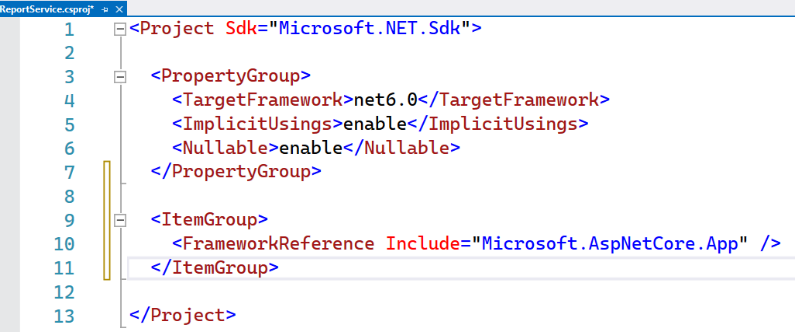 ReportService.csproj*
1 <Project Sdk="Microsoft.NET.Sdk">
2
3 <PropertyGroup>
4 <TargetFramework>net6.0</TargetFramework>
5 <ImplicitUsings>enable</ImplicitUsings>
6 <Nullable>enable</Nullable>
7 </PropertyGroup>
8
9 <ItemGroup>
10 <FrameworkReference Include="Microsoft.AspNetCore.App" />
11 </ItemGroup>
12
13 </Project>